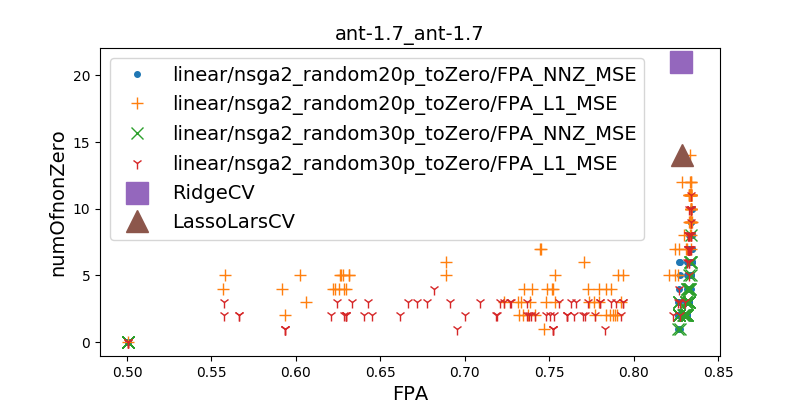 ant-1.7_ant-1.7
numOfnonZero
20
15
10
5
0
linear/nsga2_random20p_toZero/FPA_NNZ_MSE
linear/nsga2_random20p_toZero/FPA_L1_MSE
linear/nsga2_random30p_toZero/FPA_NNZ_MSE
linear/nsga2_random30p_toZero/FPA_L1_MSE
RidgeCV
LassoLarsCV
0.50 0.55 0.60 0.65 0.70 0.75 0.80 0.85
FPA